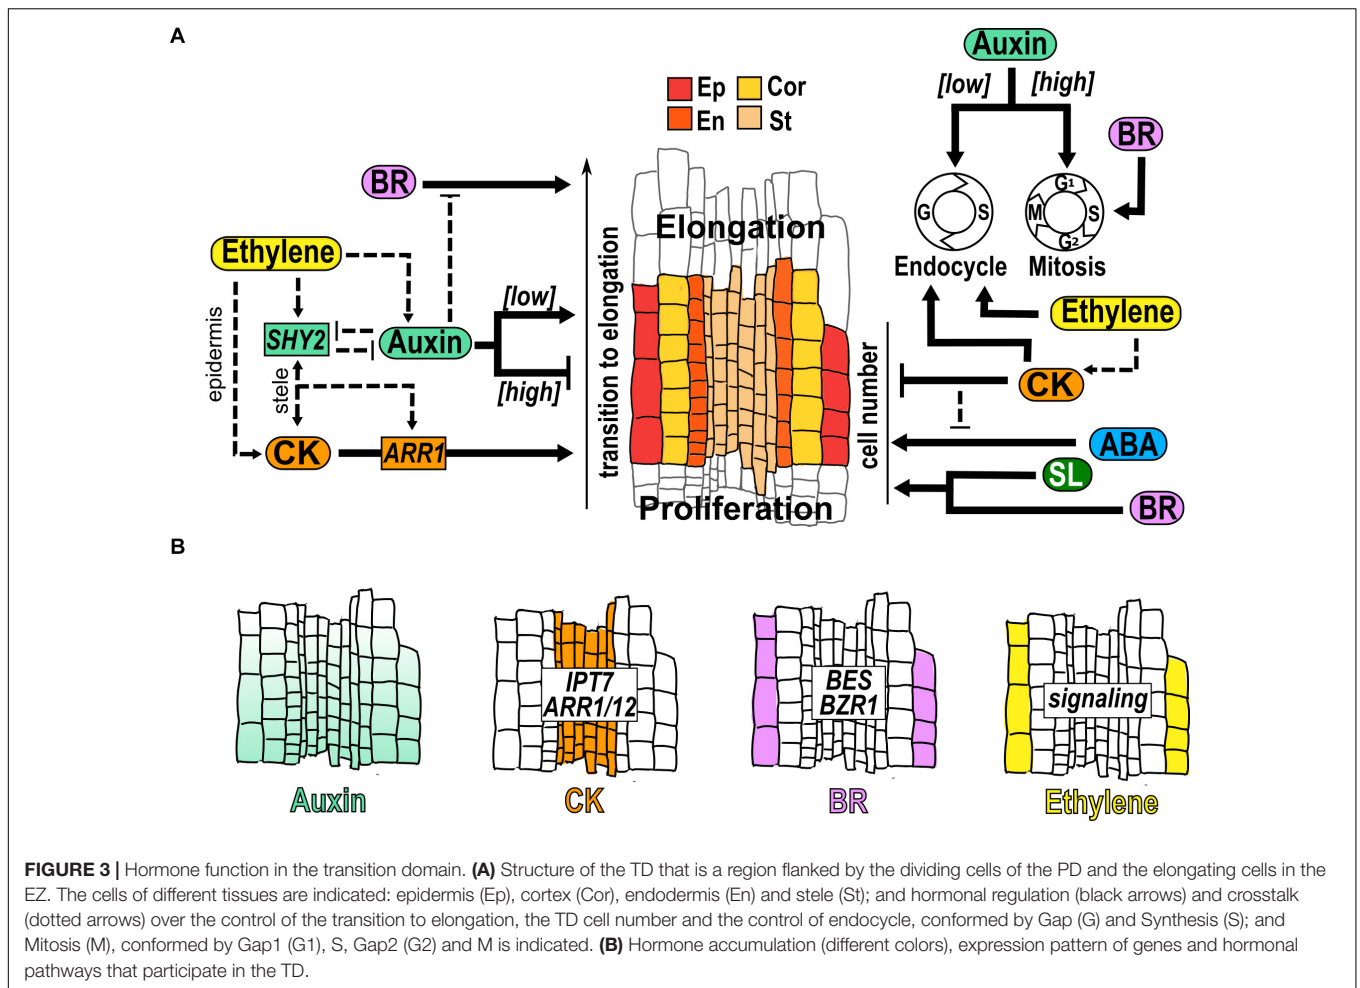 A
Ep
Cor
En
St
Auxin
[low]
[high]
BR
G
S
G1
M
S
G2
Endocycle
Mitosis
BR
Ethylene
epidermis
SHY2
Auxin
[low]
[high]
stele
CK
ARR1
transition to elongation
Elongation
Proliferation
cell number
Ethylene
CK
ABA
SL
BR
B
IPT7
ARR1/12
BES
BZR1
signaling
Auxin
CK
BR
Ethylene
FIGURE 3 | Hormone function in the transition domain. (A) Structure of the TD that is a region flanked by the dividing cells of the PD and the elongating cells in the
EZ. The cells of different tissues are indicated: epidermis (Ep), cortex (Cor), endodermis (En) and stele (St); and hormonal regulation (black arrows) and crosstalk
(dotted arrows) over the control of the transition to elongation, the TD cell number and the control of endocycle, conformed by Gap (G) and Synthesis (S); and
Mitosis (M), conformed by Gap1 (G1), S, Gap2 (G2) and M is indicated. (B) Hormone accumulation (different colors), expression pattern of genes and hormonal
pathways that participate in the TD.